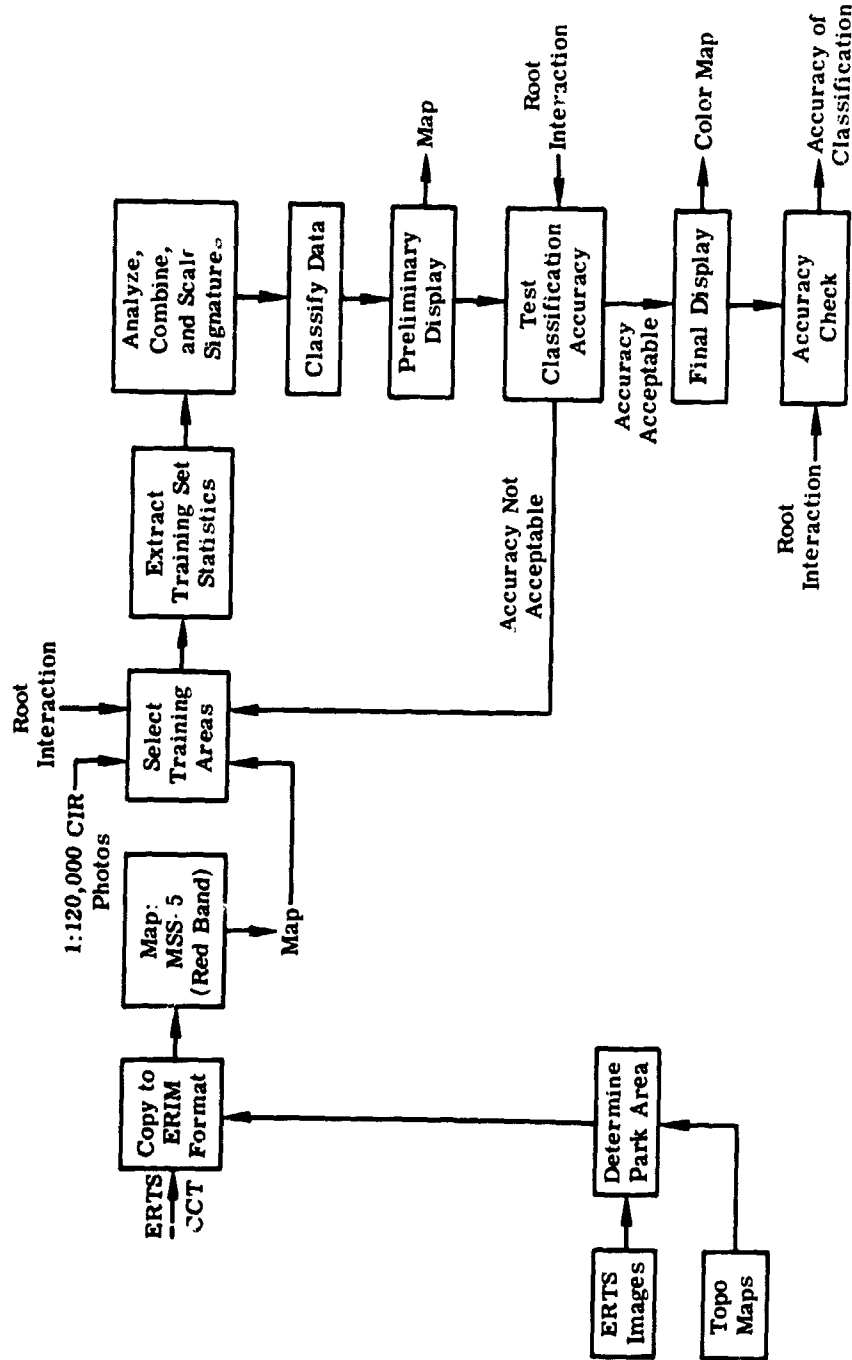 ERTS
CCT
Copy to
ERIM
Format
Map:
MSS-5
(Red Band)
Map
1:120,000 CIR
Photos
Root
Interaction
Select
Training
Areas
Extract
Training Set
Statistics
Analyze,
Combine,
and Scale
Signatures
Classify Data
Preliminary
Display
Map
Test
Classification
Accuracy
Root
Interaction
Accuracy Not
Acceptable
Accuracy
Acceptable
Final Display
Color Map
Root
Interaction
Accuracy
Check
Accuracy of
Classification
ERTS
Images
Topo
Maps
Determine
Park Area